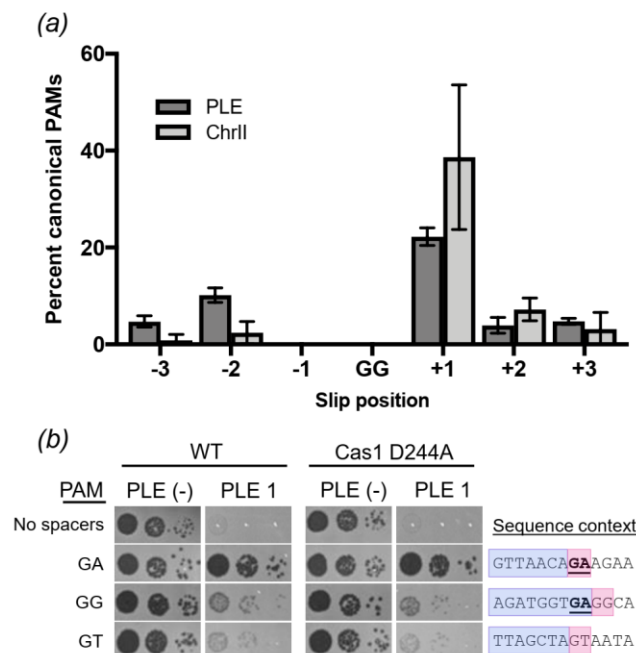 (a)
60
40
20
0
Percent canonical PAMs
PLE
ChrII
-3 -2 -1 GG +1 +2 +3
Slip position
(b)
WT Cas1 D244A
PAM PLE (-) PLE 1 PLE (-) PLE 1
No spacers Sequence context
GA GTTAACAGAAGAA
GG AGATGGTGAGGCA
GT TTAGCTAGTAATA